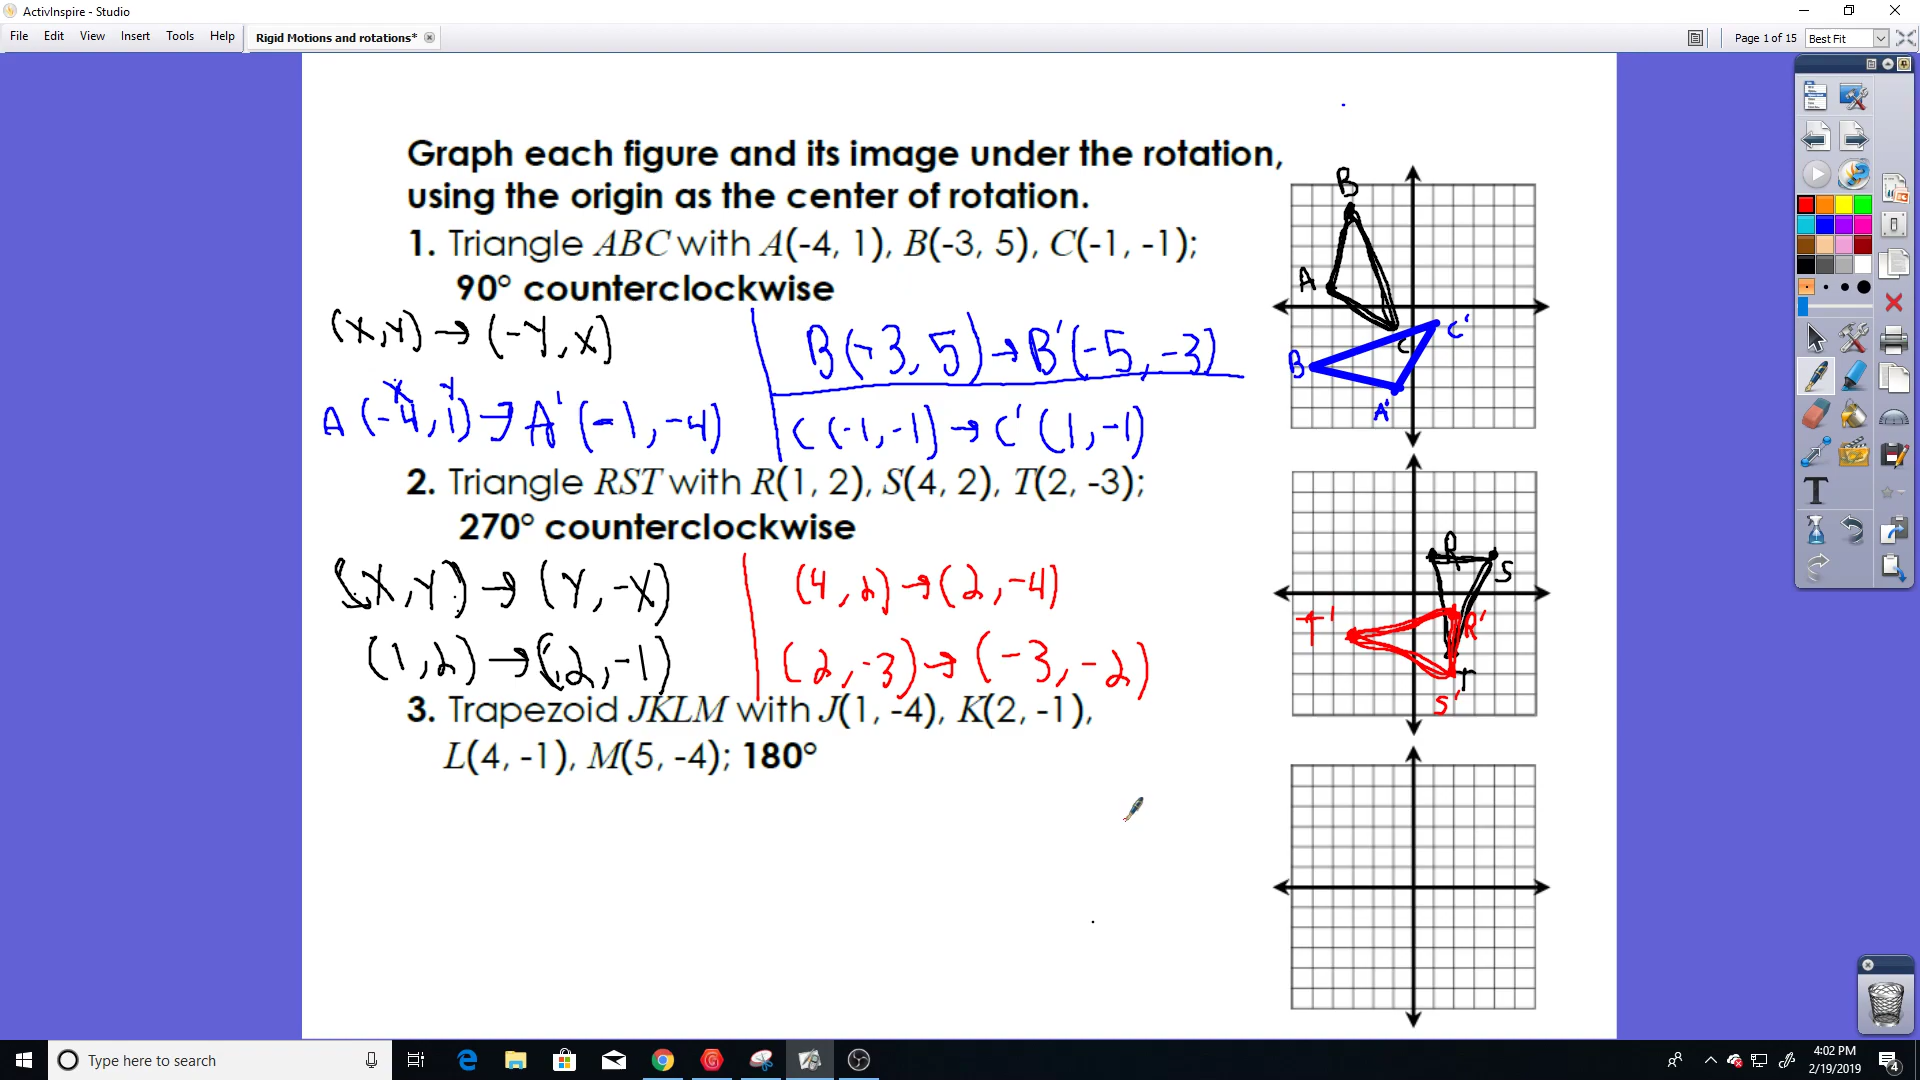 ActivInspire - Studio
File Edit View Insert Tools Help
Rigid Motions and rotations*
Page 1 of 15 Best Fit
Graph each figure and its image under the rotation,
using the origin as the center of rotation.
1. Triangle ABC with A(-4, 1), B(-3, 5), C(-1, -1);
90° counterclockwise
(X,Y) → (-Y, X)
A(-4, 1) → A'(-1, -4)
X Y
B(-3, 5) → B'(-5, -3)
C(-1, -1) → C'(1, -1)
B
A
C
C'
B
A'
2. Triangle RST with R(1, 2), S(4, 2), T(2, -3);
270° counterclockwise
(X, Y) → (Y, -X)
(1, 2) → (2, -1)
(4, 2) → (2, -4)
(2, -3) → (-3, -2)
R
S
T'
R'
T
S'
3. Trapezoid JKLM with J(1, -4), K(2, -1),
L(4, -1), M(5, -4); 180°
T
Type here to search
4:02 PM
2/19/2019
4